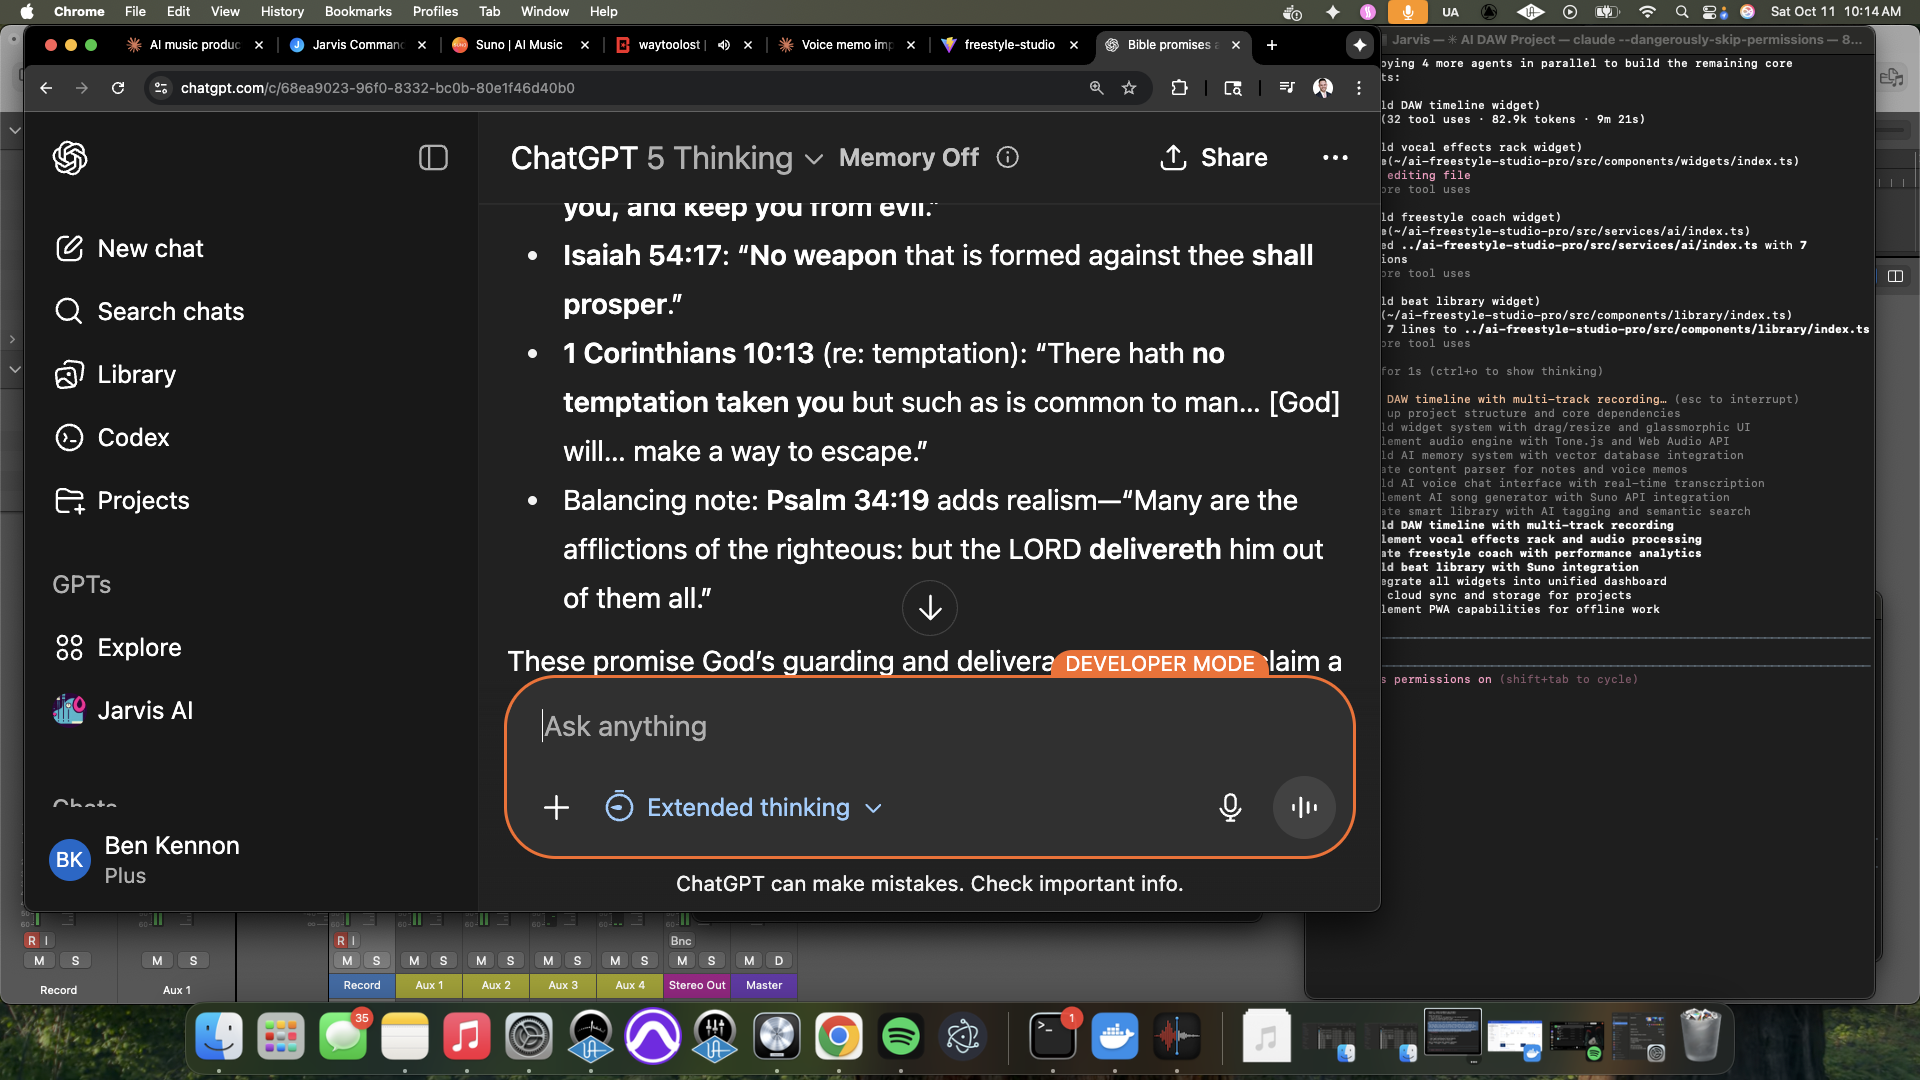 Chrome File Edit View History Bookmarks Profiles Tab Window Help UA Sat Oct 11 10:14 AM
AI music produc Jarvis Comman Suno | AI Music waytoolost | Voice memo imp freestyle-studio Bible promises a
chatgpt.com/c/68ea9023-96f0-8332-bc0b-80e1f46d40b0
New chat
Search chats
Library
Codex
Projects
GPTs
Explore
Jarvis AI
Chats
BK
Ben Kennon
Plus
ChatGPT 5 Thinking Memory Off Share
you, and keep you from evil.”
• Isaiah 54:17: “No weapon that is formed against thee shall
prosper.”
• 1 Corinthians 10:13 (re: temptation): “There hath no
temptation taken you but such as is common to man... [God]
will... make a way to escape.”
• Balancing note: Psalm 34:19 adds realism—“Many are the
afflictions of the righteous: but the LORD delivereth him out
of them all.”
These promise God’s guarding and delivera laim a
DEVELOPER MODE
Ask anything
Extended thinking
ChatGPT can make mistakes. Check important info.
Jarvis — ✳ AI DAW Project — claude --dangerously-skip-permissions — 8...
oying 4 more agents in parallel to build the remaining core
ts:
ld DAW timeline widget)
(32 tool uses · 82.9k tokens · 9m 21s)
ld vocal effects rack widget)
e(~/ai-freestyle-studio-pro/src/components/widgets/index.ts)
editing file
ore tool uses
ld freestyle coach widget)
e(~/ai-freestyle-studio-pro/src/services/ai/index.ts)
ed ../ai-freestyle-studio-pro/src/services/ai/index.ts with 7
ions
ore tool uses
ld beat library widget)
(~/ai-freestyle-studio-pro/src/components/library/index.ts)
7 lines to ../ai-freestyle-studio-pro/src/components/library/index.ts
ore tool uses
for 1s (ctrl+o to show thinking)
DAW timeline with multi-track recording… (esc to interrupt)
up project structure and core dependencies
ld widget system with drag/resize and glassmorphic UI
lement audio engine with Tone.js and Web Audio API
ld AI memory system with vector database integration
ate content parser for notes and voice memos
ld AI voice chat interface with real-time transcription
lement AI song generator with Suno API integration
ate smart library with AI tagging and semantic search
ld DAW timeline with multi-track recording
lement vocal effects rack and audio processing
ate freestyle coach with performance analytics
ld beat library with Suno integration
egrate all widgets into unified dashboard
cloud sync and storage for projects
lement PWA capabilities for offline work
s permissions on (shift+tab to cycle)
R I R I Bnc
M S M S M S M S M S M S M S M S M D
Record Aux 1 Record Aux 1 Aux 2 Aux 3 Aux 4 Stereo Out Master
35 1